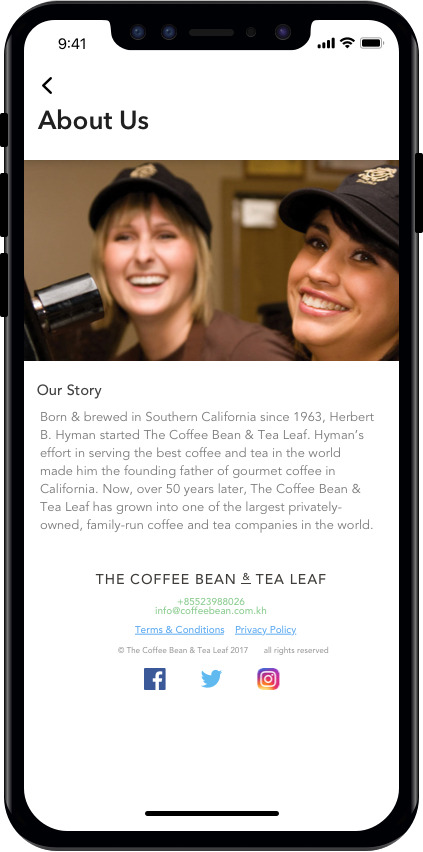 9:41
About Us
Our Story
Born & brewed in Southern California since 1963, Herbert
B. Hyman started The Coffee Bean & Tea Leaf. Hyman's
effort in serving the best coffee and tea in the world
made him the founding father of gourmet coffee in
California. Now, over 50 years later, The Coffee Bean &
Tea Leaf has grown into one of the largest privately-
owned, family-run coffee and tea companies in the world.
THE COFFEE BEAN & TEA LEAF
+85523988026
info@coffeebean.com.kh
Terms & Conditions Privacy Policy
© The Coffee Bean & Tea Leaf 2017 all rights reserved